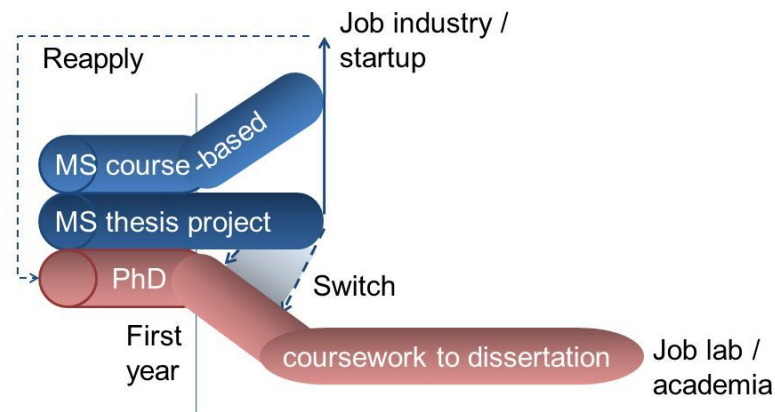 Job industry /
startup
Reapply
MS course -based
MS thesis project
PhD
Switch
First
year
coursework to dissertation
Job lab /
academia